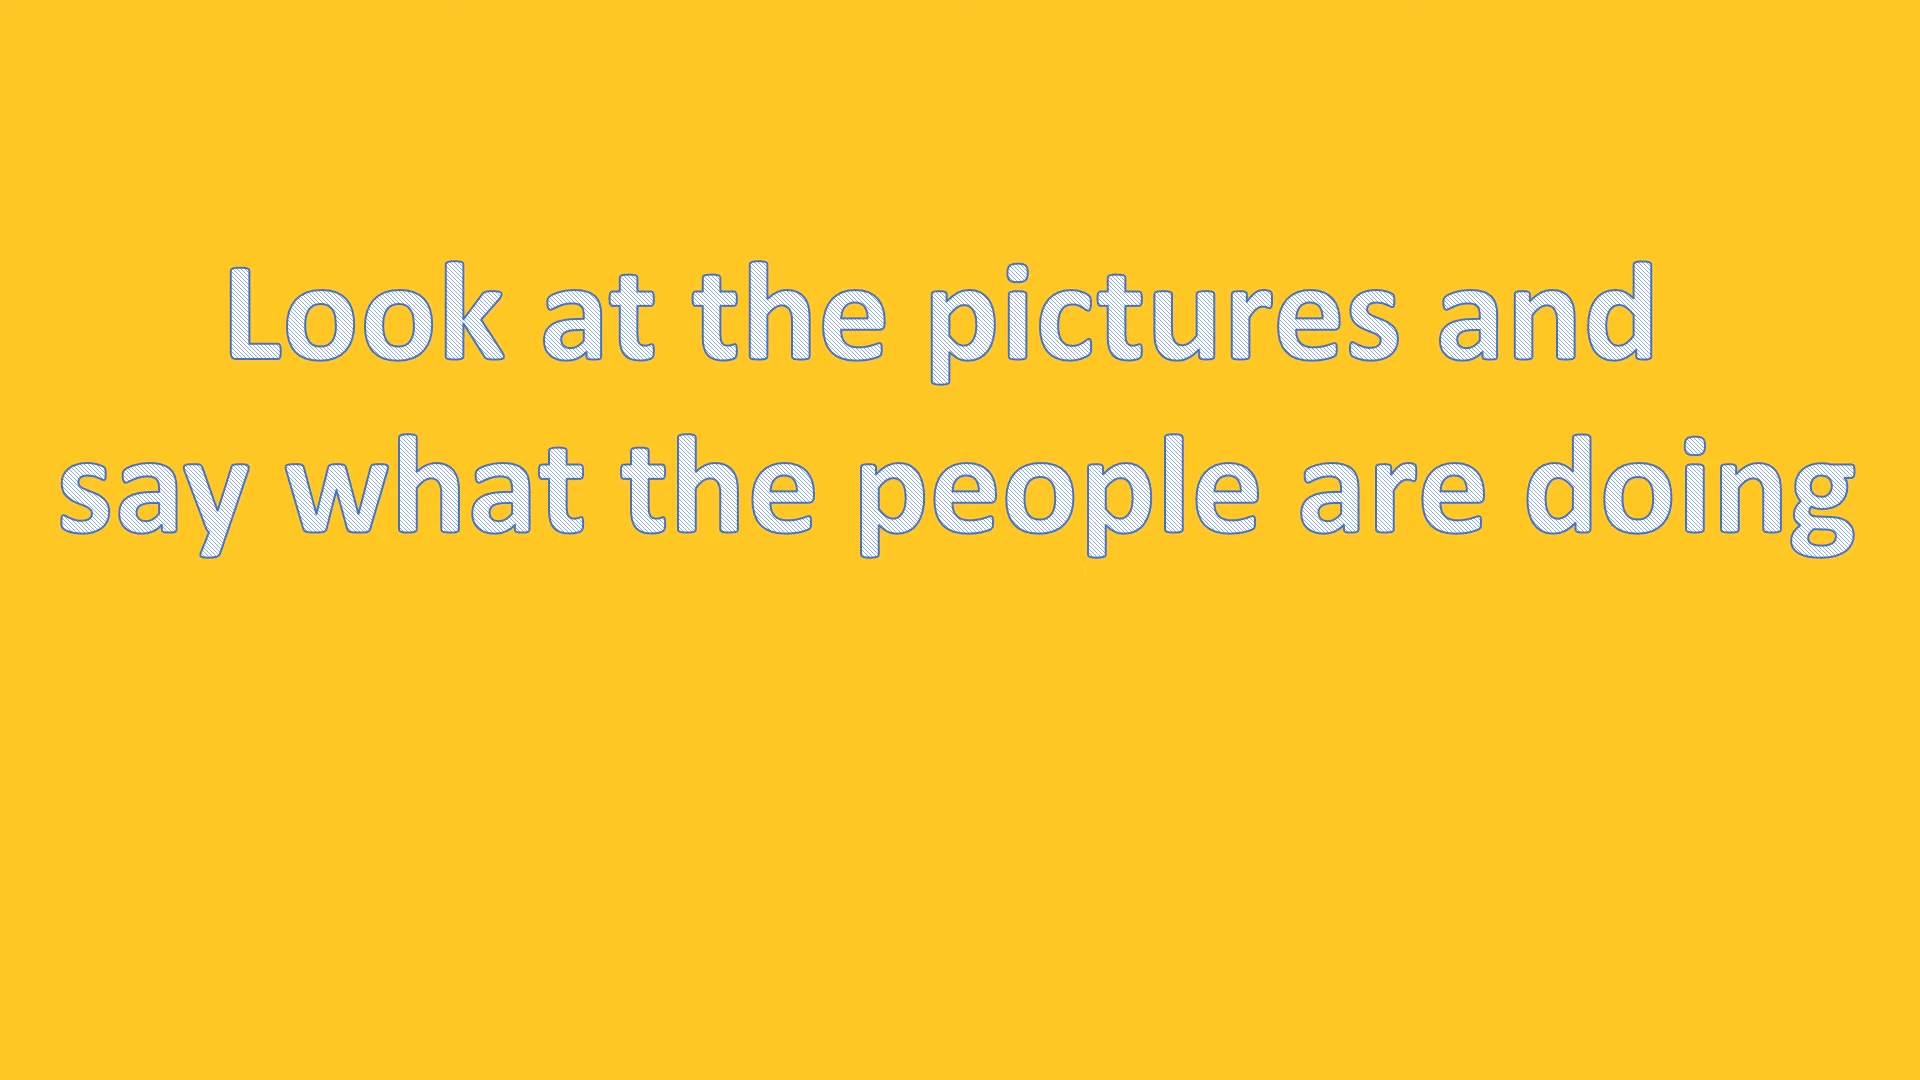 Look at the pictures and
say what the people are doing